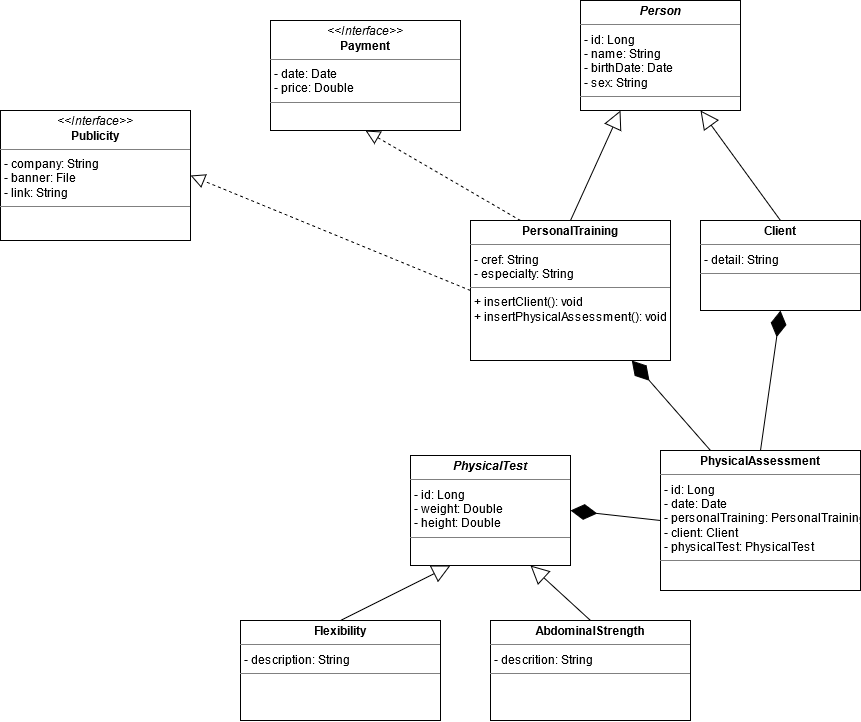 Person
- id: Long
- name: String
- birthDate: Date
- sex: String
<<Interface>>
Payment
- date: Date
- price: Double
<<Interface>>
Publicity
- company: String
- banner: File
- link: String
PersonalTraining
- cref: String
- especialty: String
+ insertClient(): void
+ insertPhysicalAssessment(): void
Client
- detail: String
PhysicalTest
- id: Long
- weight: Double
- height: Double
PhysicalAssessment
- id: Long
- date: Date
- personalTraining: PersonalTraining
- client: Client
- physicalTest: PhysicalTest
Flexibility
- description: String
AbdominalStrength
- descrition: String